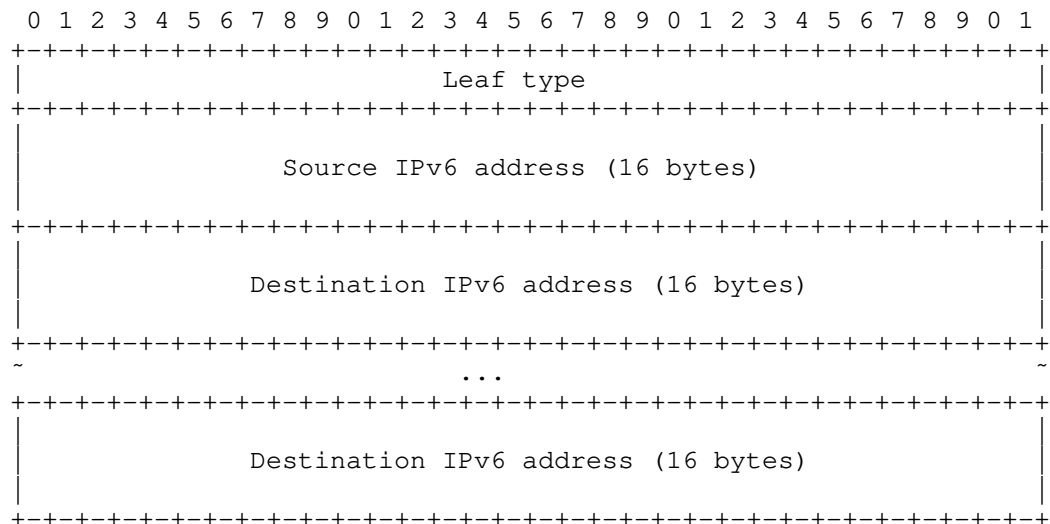 0 1 2 3 4 5 6 7 8 9 0 1 2 3 4 5 6 7 8 9 0 1 2 3 4 5 6 7 8 9 0 1
+-+-+-+-+-+-+-+-+-+-+-+-+-+-+-+-+-+-+-+-+-+-+-+-+-+-+-+-+-+-+-+-+
| Leaf type |
+-+-+-+-+-+-+-+-+-+-+-+-+-+-+-+-+-+-+-+-+-+-+-+-+-+-+-+-+-+-+-+-+
| |
| Source IPv6 address (16 bytes) |
| |
+-+-+-+-+-+-+-+-+-+-+-+-+-+-+-+-+-+-+-+-+-+-+-+-+-+-+-+-+-+-+-+-+
| |
| Destination IPv6 address (16 bytes) |
| |
+-+-+-+-+-+-+-+-+-+-+-+-+-+-+-+-+-+-+-+-+-+-+-+-+-+-+-+-+-+-+-+-+
~ ... ~
+-+-+-+-+-+-+-+-+-+-+-+-+-+-+-+-+-+-+-+-+-+-+-+-+-+-+-+-+-+-+-+-+
| |
| Destination IPv6 address (16 bytes) |
| |
+-+-+-+-+-+-+-+-+-+-+-+-+-+-+-+-+-+-+-+-+-+-+-+-+-+-+-+-+-+-+-+-+